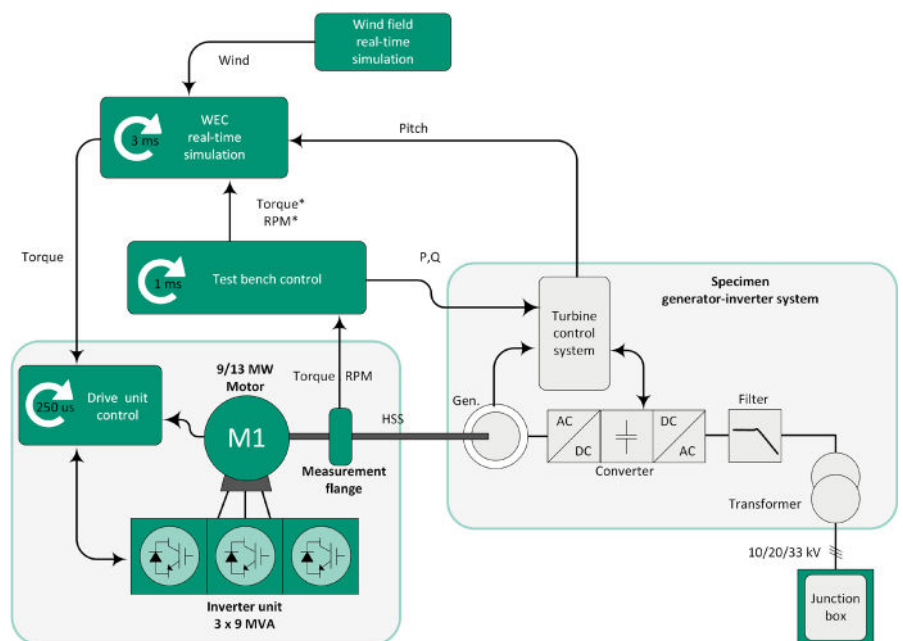 Wind field
real-time
simulation
Wind
WEC
real-time
simulation
3 ms
Pitch
Torque*
RPM*
Torque
Test bench control
1 ms
P,Q
Specimen
generator-inverter system
Turbine
control
system
9/13 MW
Motor
Torque
RPM
Drive unit
control
250 us
M1
HSS
Measurement
flange
Gen.
AC
DC
DC
AC
Converter
Filter
Transformer
10/20/33 kV
Junction
box
Inverter unit
3 x 9 MVA